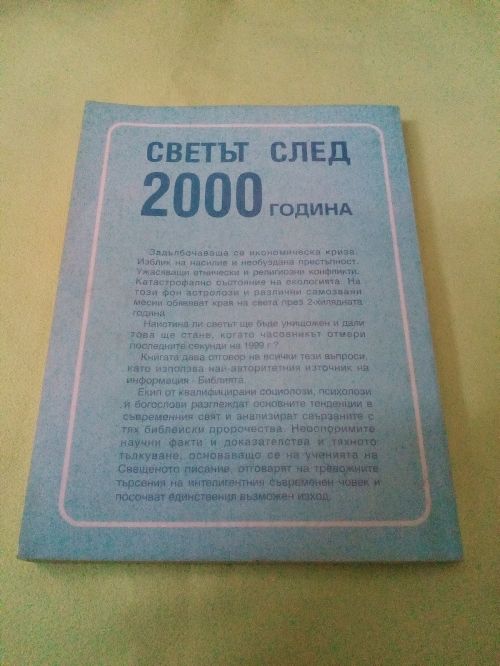 СВЕТЪТ СЛЕД
2000 ГОДИНА
Задълбочаваща се икономическа криза.
Изблик на насилие и необуздана престъпност.
Ужасяващи етнически и религиозни конфликти.
Катастрофално състояние на екологията. На
този фон астролози и различни самозвани
месии обявяват края на света през 2-хилядната
година.
Наистина ли светът ще бъде унищожен и дали
това ще стане, когато часовникът отмери
последните секунди на 1999 г.?
Книгата дава отговор на всички тези въпроси,
като използва най-авторитетния източник на
информация - Библията.
Екип от квалифицирани социолози, психолози
и богослови разглеждат основните тенденции в
съвременния свят и анализират свързаните с
тях библейски пророчества. Неоспоримите
научни факти и доказателства и тяхното
тълкуване, основаващо се на ученията на
Свещеното писание, отговарят на тревожните
търсения на интелигентния съвременен човек и
посочват единствения възможен изход.